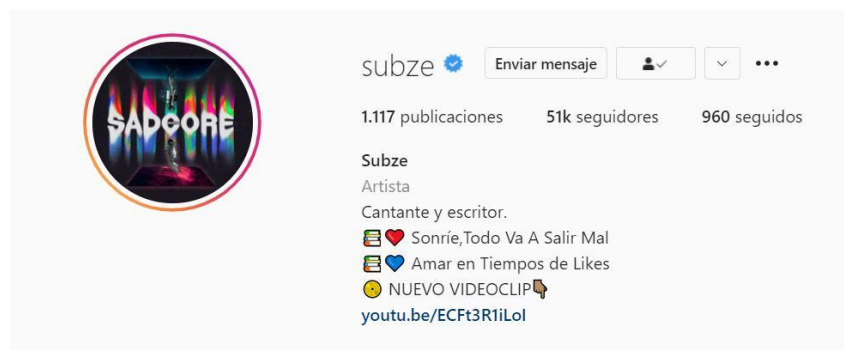 SADCORE
subze Enviar mensaje
1.117 publicaciones 51k seguidores 960 seguidos
Subze
Artista
Cantante y escritor.
📚❤️ Sonríe,Todo Va A Salir Mal
📚💙 Amar en Tiempos de Likes
📀 NUEVO VIDEOCLIP👇🏾
youtu.be/ECFt3R1iLoI